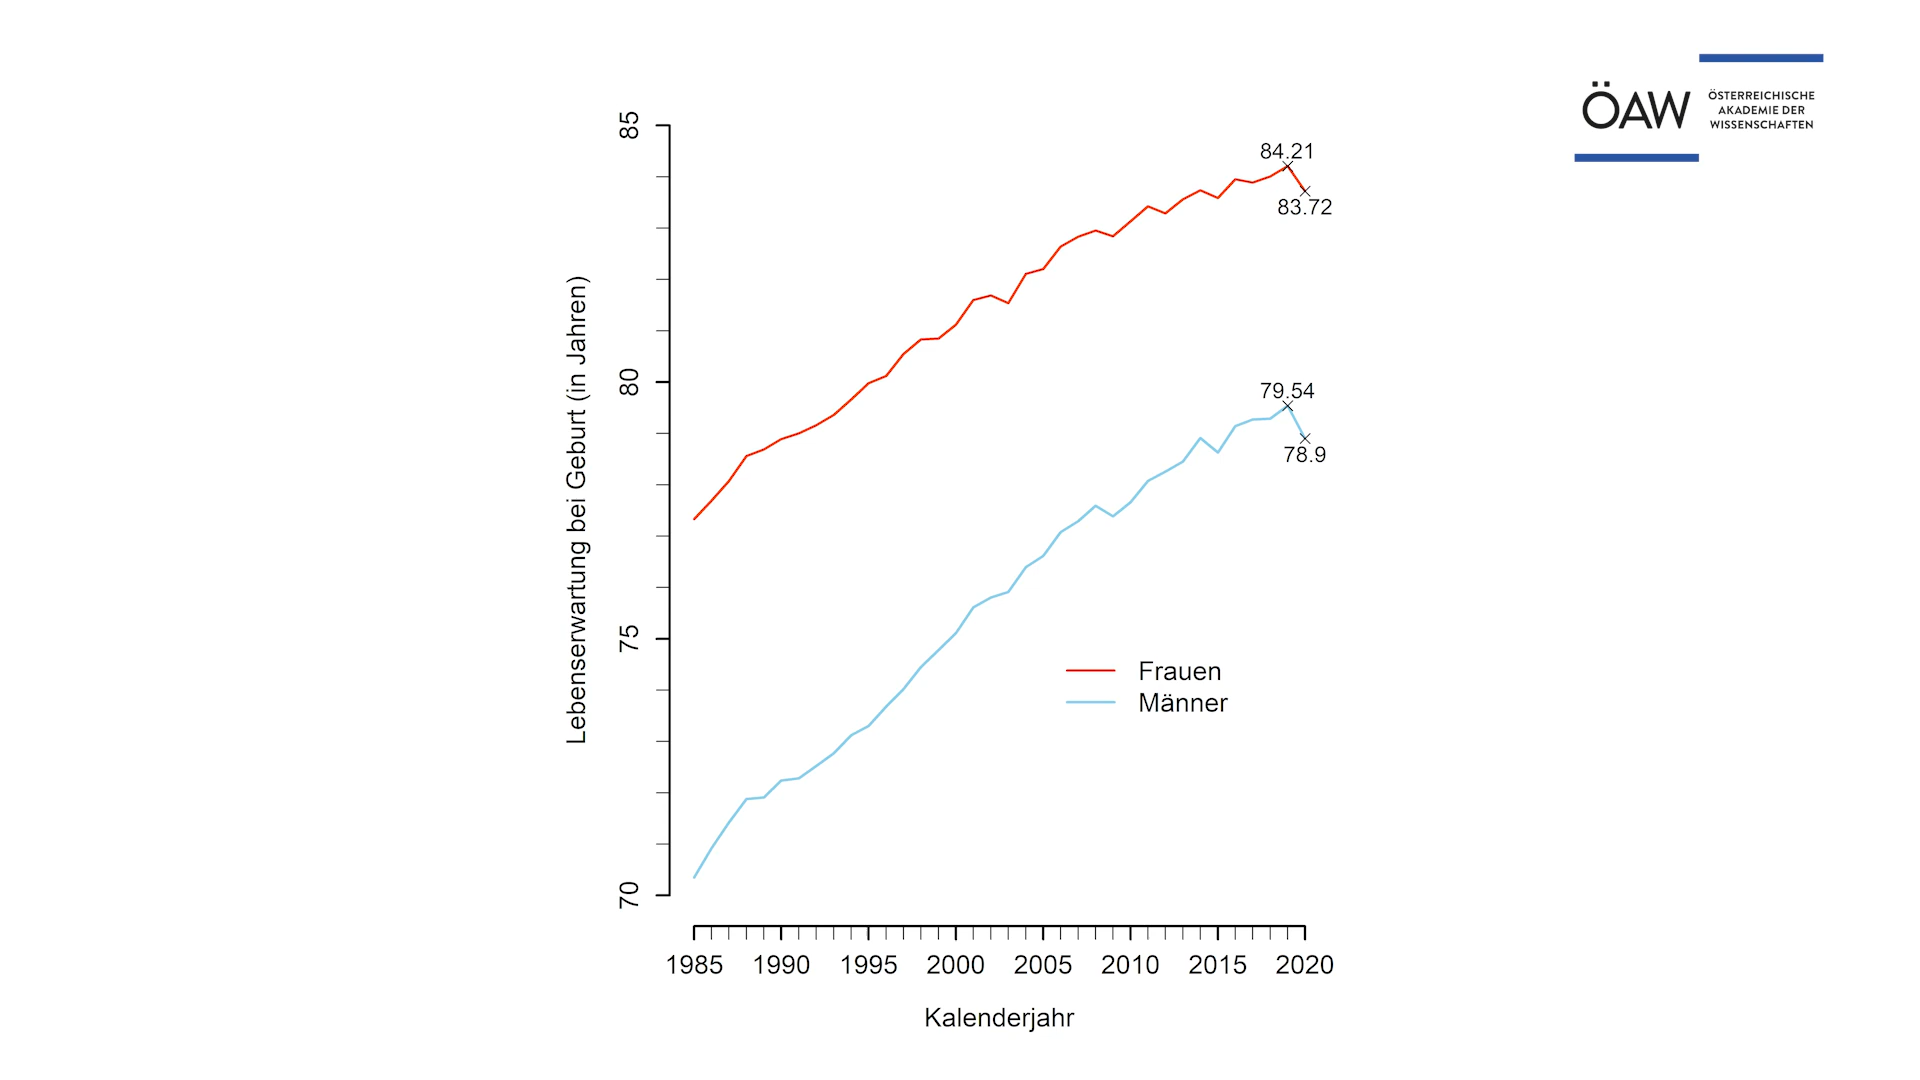 ÖAW
ÖSTERREICHISCHE
AKADEMIE DER
WISSENSCHAFTEN
Lebenserwartung bei Geburt (in Jahren)
85
80
75
70
84.21
83.72
79.54
78.9
Frauen
Männer
1985 1990 1995 2000 2005 2010 2015 2020
Kalenderjahr